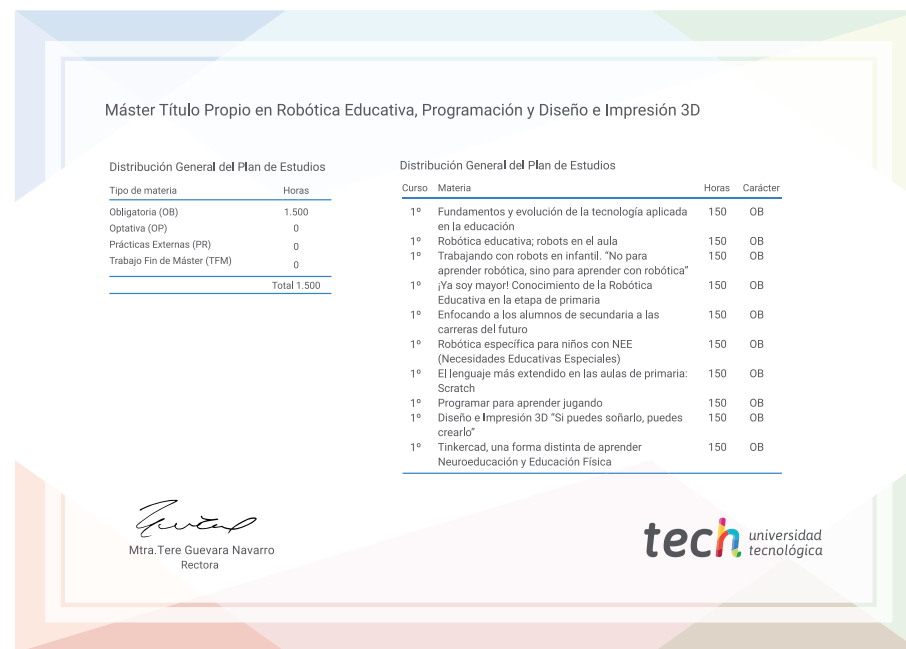 Máster Título Propio en Robótica Educativa, Programación y Diseño e Impresión 3D
Distribución General del Plan de Estudios
Tipo de materia Horas
Obligatoria (OB) 1.500
Optativa (OP) 0
Prácticas Externas (PR) 0
Trabajo Fin de Máster (TFM) 0
Total 1.500
Distribución General del Plan de Estudios
Curso Materia Horas Carácter
1º Fundamentos y evolución de la tecnología aplicada 150 OB
en la educación
1º Robótica educativa; robots en el aula 150 OB
1º Trabajando con robots en infantil. “No para 150 OB
aprender robótica, sino para aprender con robótica”
1º ¡Ya soy mayor! Conocimiento de la Robótica 150 OB
Educativa en la etapa de primaria
1º Enfocando a los alumnos de secundaria a las 150 OB
carreras del futuro
1º Robótica específica para niños con NEE 150 OB
(Necesidades Educativas Especiales)
1º El lenguaje más extendido en las aulas de primaria: 150 OB
Scratch
1º Programar para aprender jugando 150 OB
1º Diseño e Impresión 3D “Si puedes soñarlo, puedes 150 OB
crearlo”
1º Tinkercad, una forma distinta de aprender 150 OB
Neuroeducación y Educación Física
Mtra.Tere Guevara Navarro
Rectora
tech universidad
tecnológica